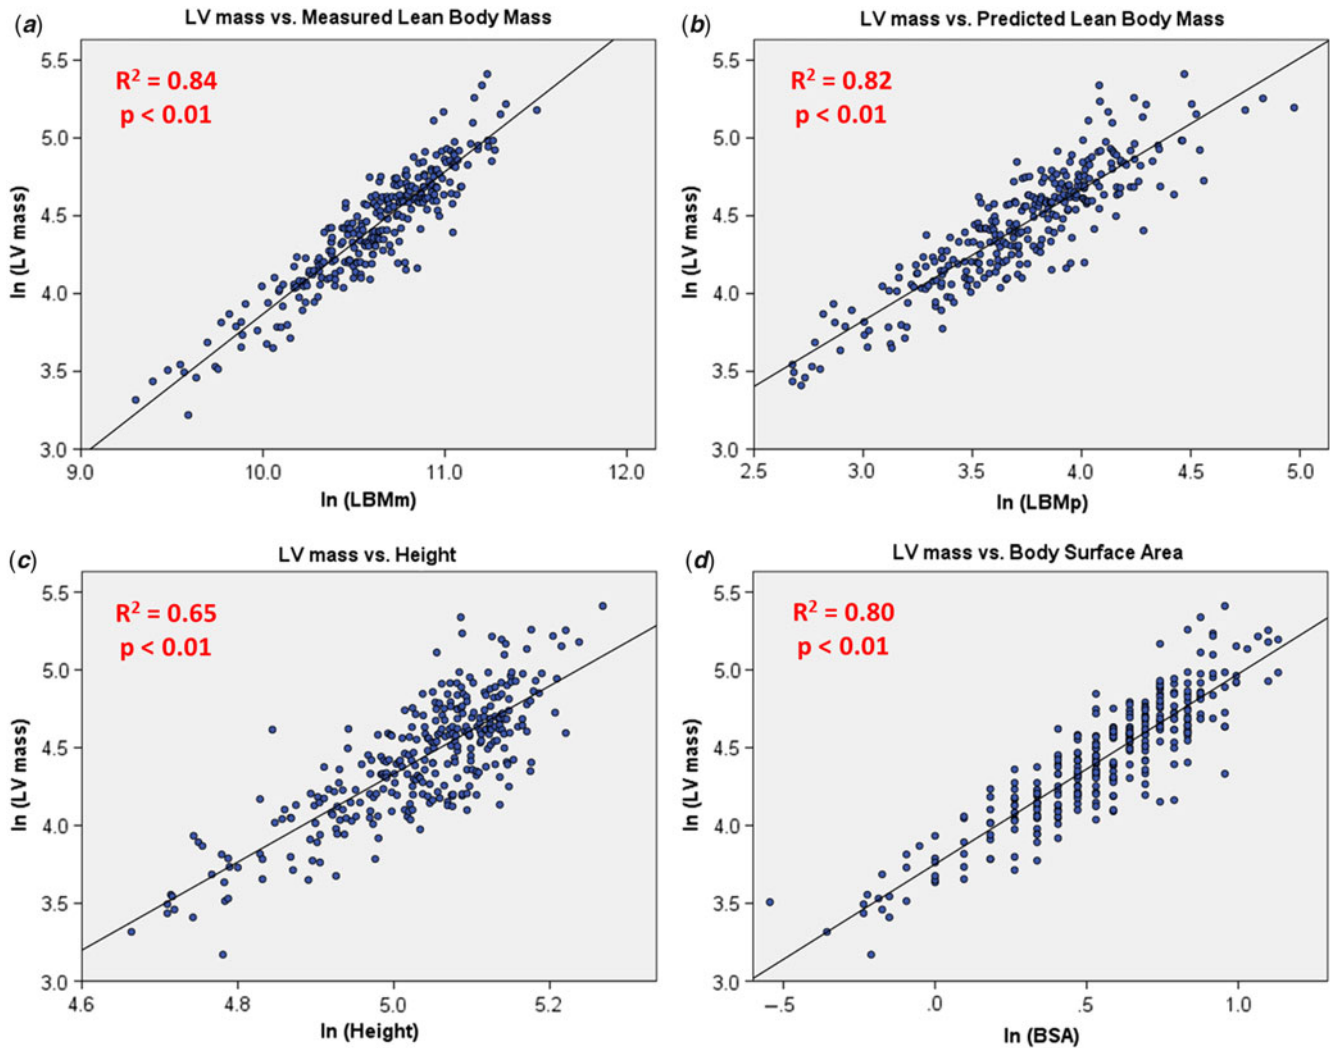 (a)
LV mass vs. Measured Lean Body Mass
R² = 0.84
p < 0.01
5.5
5.0
4.5
4.0
3.5
3.0
ln (LV mass)
9.0 10.0 11.0 12.0
ln (LBMm)
(b)
LV mass vs. Predicted Lean Body Mass
R² = 0.82
p < 0.01
5.5
5.0
4.5
4.0
3.5
3.0
ln (LV mass)
2.5 3.0 3.5 4.0 4.5 5.0
ln (LBMp)
(c)
LV mass vs. Height
R² = 0.65
p < 0.01
5.5
5.0
4.5
4.0
3.5
3.0
ln (LV mass)
4.6 4.8 5.0 5.2
ln (Height)
(d)
LV mass vs. Body Surface Area
R² = 0.80
p < 0.01
5.5
5.0
4.5
4.0
3.5
3.0
ln (LV mass)
–.5 .0 .5 1.0
ln (BSA)